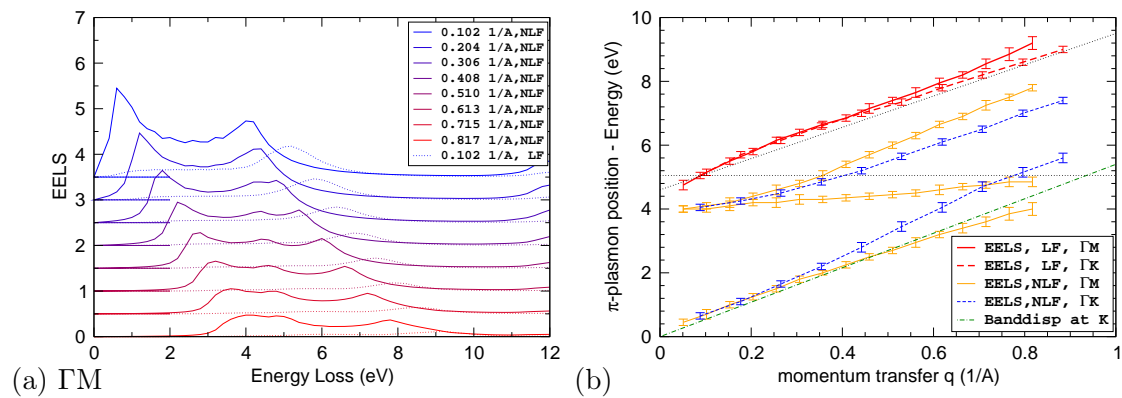 7
6
5
4
3
2
1
0
EELS
0.102 1/A,NLF
0.204 1/A,NLF
0.306 1/A,NLF
0.408 1/A,NLF
0.510 1/A,NLF
0.613 1/A,NLF
0.715 1/A,NLF
0.817 1/A,NLF
0.102 1/A, LF
0 2 4 6 8 10 12
Energy Loss (eV)
(a) ΓM
10
8
6
4
2
0
π-plasmon position - Energy (eV)
EELS, LF, ΓM
EELS, LF, ΓK
EELS,NLF, ΓM
EELS,NLF, ΓK
Banddisp at K
0 0.2 0.4 0.6 0.8 1
momentum transfer q (1/A)
(b)